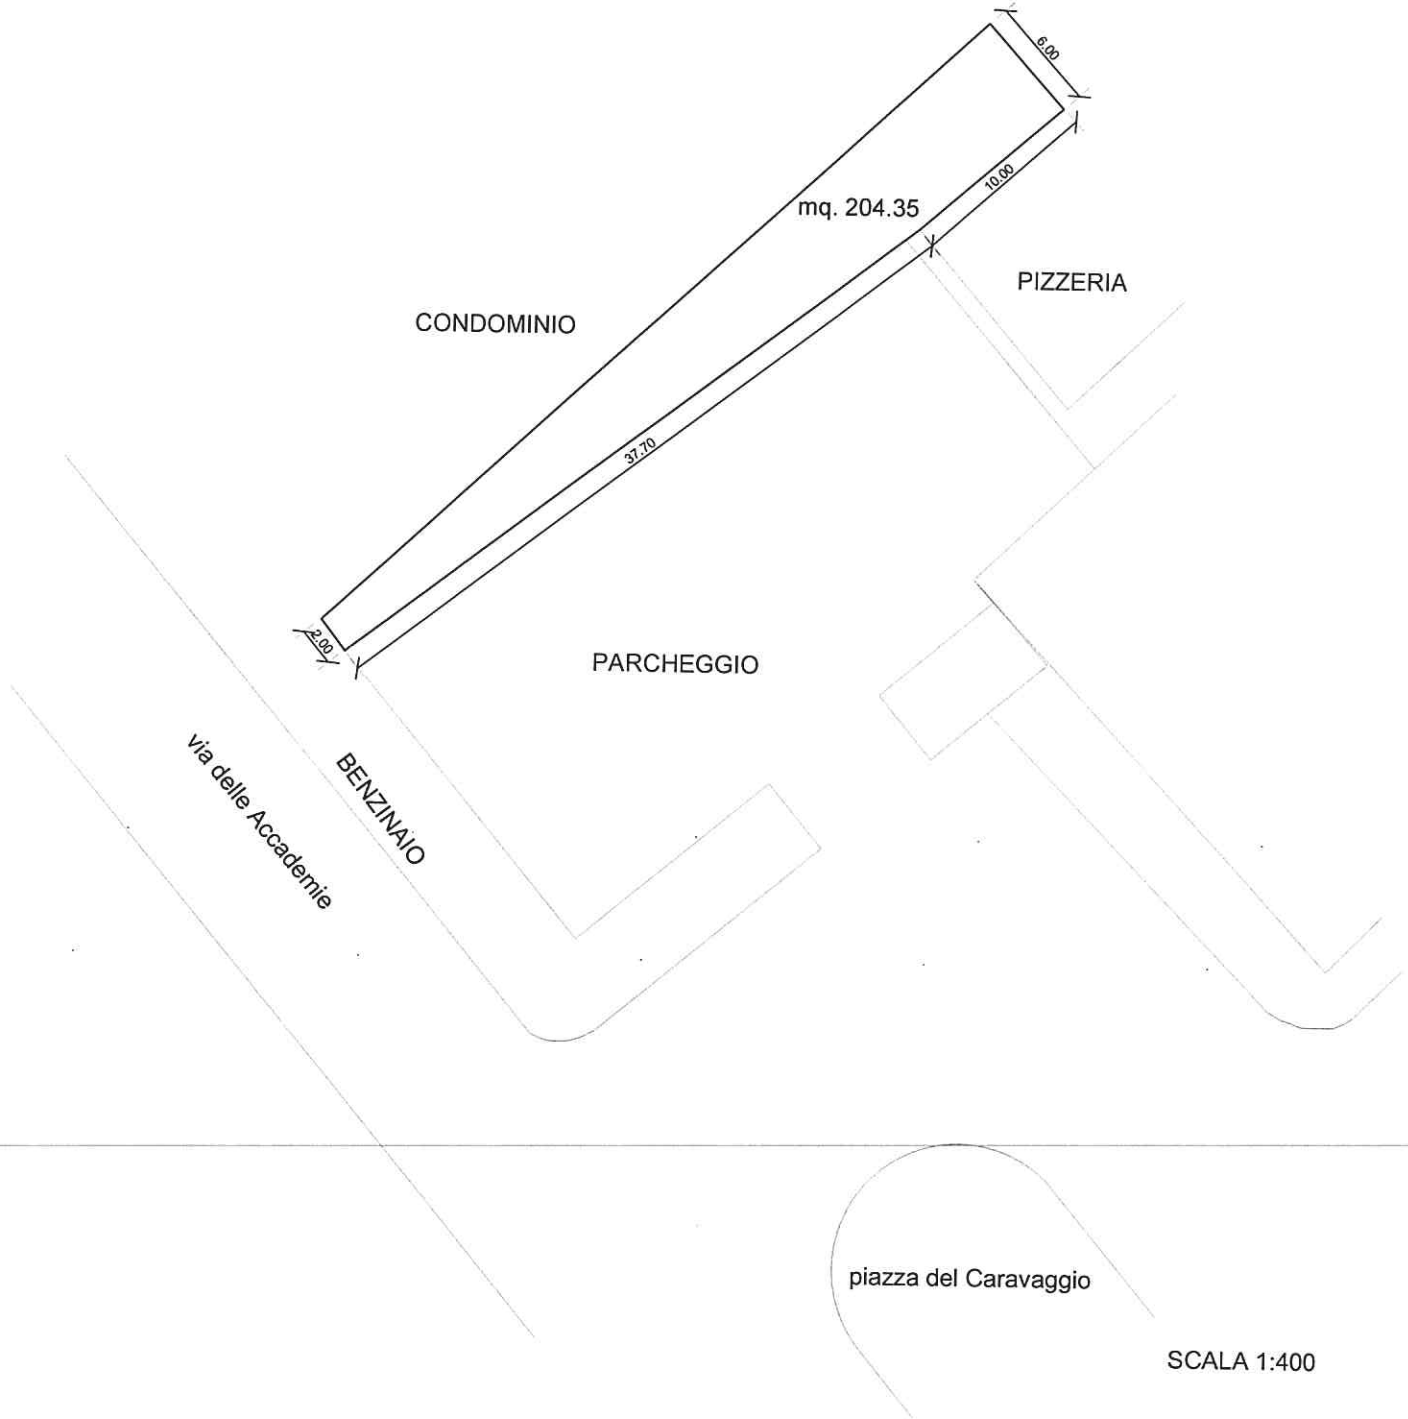 6.00
10.00
mq. 204.35
PIZZERIA
CONDOMINIO
37.70
2.00
PARCHEGGIO
via delle Accademie
BENZINAIO
piazza del Caravaggio
SCALA 1:400